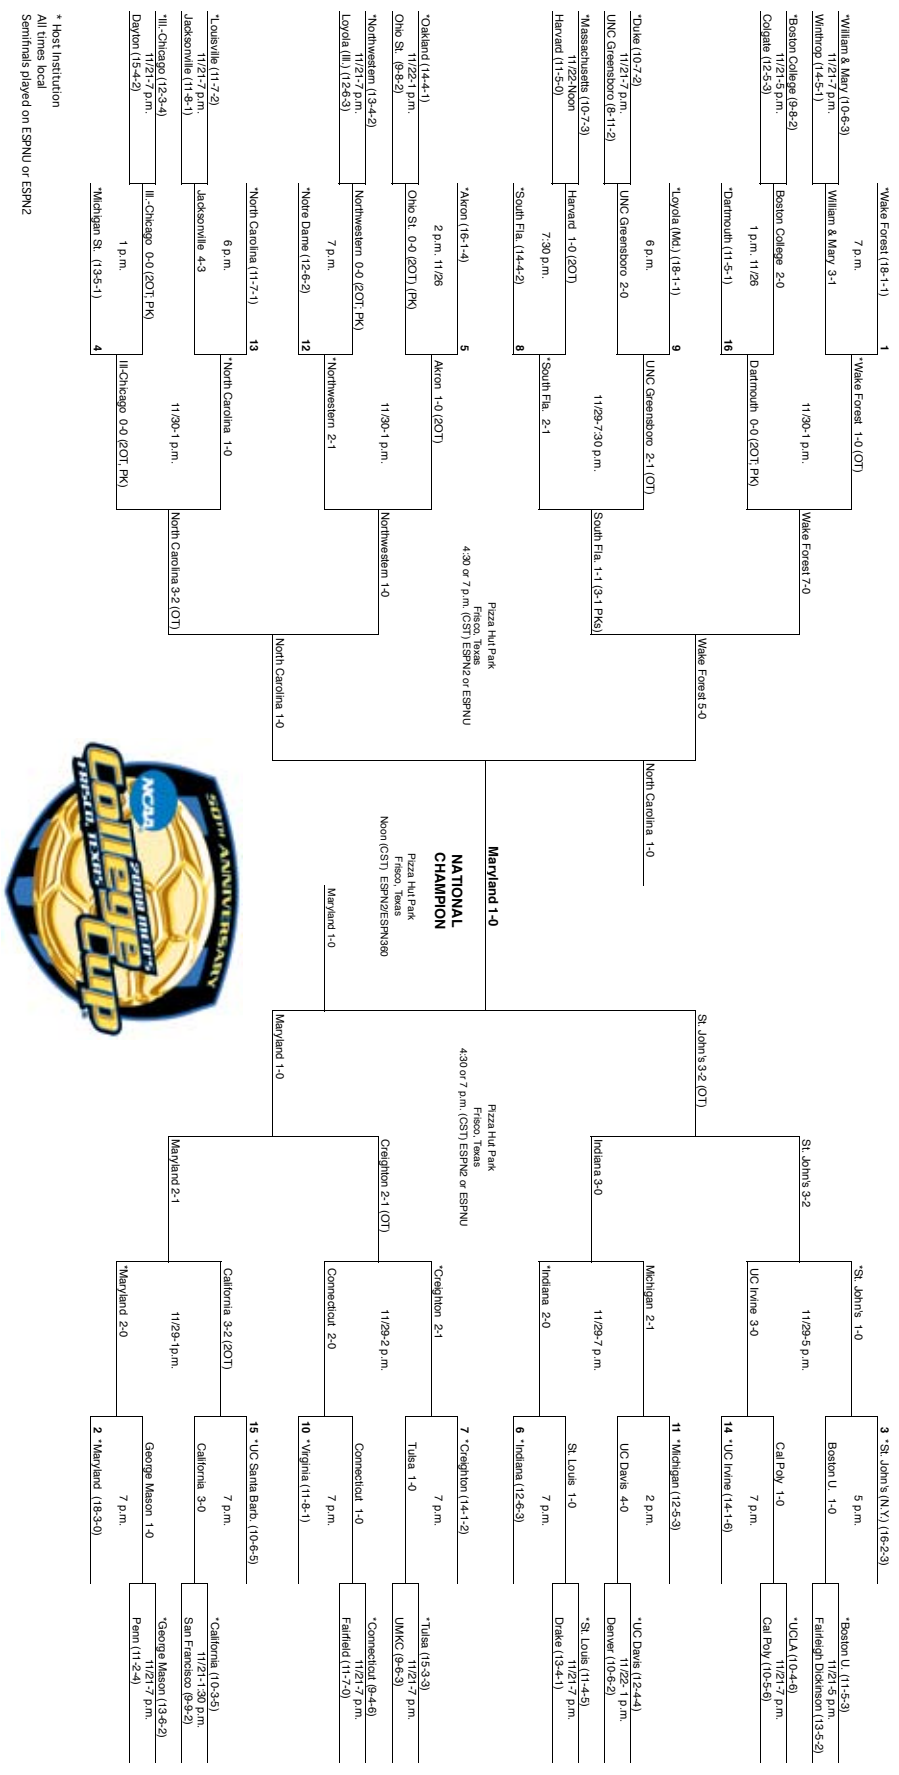 *Wake Forest (18-1-1)
7 p.m.
1
*William & Mary (10-6-3)
11/21-7 p.m.
Winthrop (14-5-1)
William & Mary 3-1
*Wake Forest 1-0 (OT)
*Boston College (9-8-2)
11/21-5 p.m.
Colgate (12-5-3)
Boston College 2-0
1 p.m. 11/26
*Dartmouth (11-5-1)
16
Dartmouth 0-0 (2OT; PK)
11/30-1 p.m.
Wake Forest 7-0
*Loyola (Md.) (18-1-1)
9
6 p.m.
*Duke (10-7-2)
11/21-7 p.m.
UNC Greensboro (8-11-2)
UNC Greensboro 2-0
UNC Greensboro 2-1 (OT)
*Massachusetts (10-7-3)
11/22-Noon
Harvard (11-5-0)
Harvard 1-0 (2OT)
7:30 p.m.
*South Fla. (14-4-2)
8
*South Fla. 2-1
11/29-7:30 p.m.
South Fla. 1-1 (3-1 PKs)
Wake Forest 5-0
Pizza Hut Park
Frisco, Texas
4:30 or 7 p.m. (CST) ESPN2 or ESPNU
*Akron (16-1-4)
5
2 p.m. 11/26
*Oakland (14-4-1)
11/22-1 p.m.
Ohio St. (9-8-2)
Ohio St. 0-0 (2OT) (PK)
Akron 1-0 (2OT)
*Northwestern (13-4-2)
11/21-7 p.m.
Loyola (Ill.) (12-6-3)
Northwestern 0-0 (2OT; PK)
7 p.m.
*Notre Dame (12-6-2)
12
*Northwestern 2-1
11/30-1 p.m.
Northwestern 1-0
*North Carolina (11-7-1)
13
6 p.m.
*Louisville (11-7-2)
11/21-7 p.m.
Jacksonville (11-8-1)
Jacksonville 4-3
*North Carolina 1-0
*Ill.-Chicago (12-3-4)
11/21-7 p.m.
Dayton (15-4-2)
Ill.-Chicago 0-0 (2OT; PK)
1 p.m.
*Michigan St. (13-5-1)
4
Ill-Chicago 0-0 (2OT, PK)
11/30-1 p.m.
North Carolina 3-2 (OT)
North Carolina 1-0
North Carolina 1-0
Maryland 1-0
NATIONAL
CHAMPION
Pizza Hut Park
Frisco, Texas
Noon (CST) ESPN2/ESPN360
Maryland 1-0
St. John's 3-2 (OT)
Pizza Hut Park
Frisco, Texas
4:30 or 7 p.m. (CST) ESPN2 or ESPNU
Maryland 1-0
St. John's 3-2
*St. John's 1-0
11/29-5 p.m.
UC Irvine 3-0
3 *St. John's (N.Y.) (16-2-3)
5 p.m.
Boston U. 1-0
*Boston U. (11-5-3)
11/21-5 p.m.
Fairleigh Dickinson (13-5-2)
Cal Poly 1-0
7 p.m.
14 *UC Irvine (14-1-6)
*UCLA (10-4-6)
11/21-7 p.m.
Cal Poly (10-5-6)
Indiana 3-0
Michigan 2-1
11/29-7 p.m.
*Indiana 2-0
11 *Michigan (12-5-3)
2 p.m.
UC Davis 4-0
*UC Davis (12-4-4)
11/22- 1 p.m.
Denver (10-6-2)
St. Louis 1-0
7 p.m.
6 *Indiana (12-6-3)
*St. Louis (11-4-5)
11/21-7 p.m.
Drake (13-4-1)
Creighton 2-1 (OT)
*Creighton 2-1
11/29-2 p.m.
Connecticut 2-0
7 *Creighton (14-1-2)
7 p.m.
Tulsa 1-0
*Tulsa (15-3-3)
11/21-7 p.m.
UMKC (9-6-3)
Connecticut 1-0
7 p.m.
10 *Virginia (11-8-1)
*Connecticut (9-4-6)
11/21-7 p.m.
Fairfield (11-7-0)
Maryland 2-1
California 3-2 (2OT)
11/29-1p.m.
*Maryland 2-0
15 *UC Santa Barb. (10-6-5)
7 p.m.
California 3-0
*California (10-3-5)
11/21-1:30 p.m.
San Francisco (9-9-2)
George Mason 1-0
7 p.m.
2 *Maryland (18-3-0)
*George Mason (13-6-2)
11/21-7 p.m.
Penn (11-2-4)
50TH ANNIVERSARY
NCAA
2008 MEN'S
College Cup
FRISCO, TEXAS
* Host Institution
All times local
Semifinals played on ESPNU or ESPN2